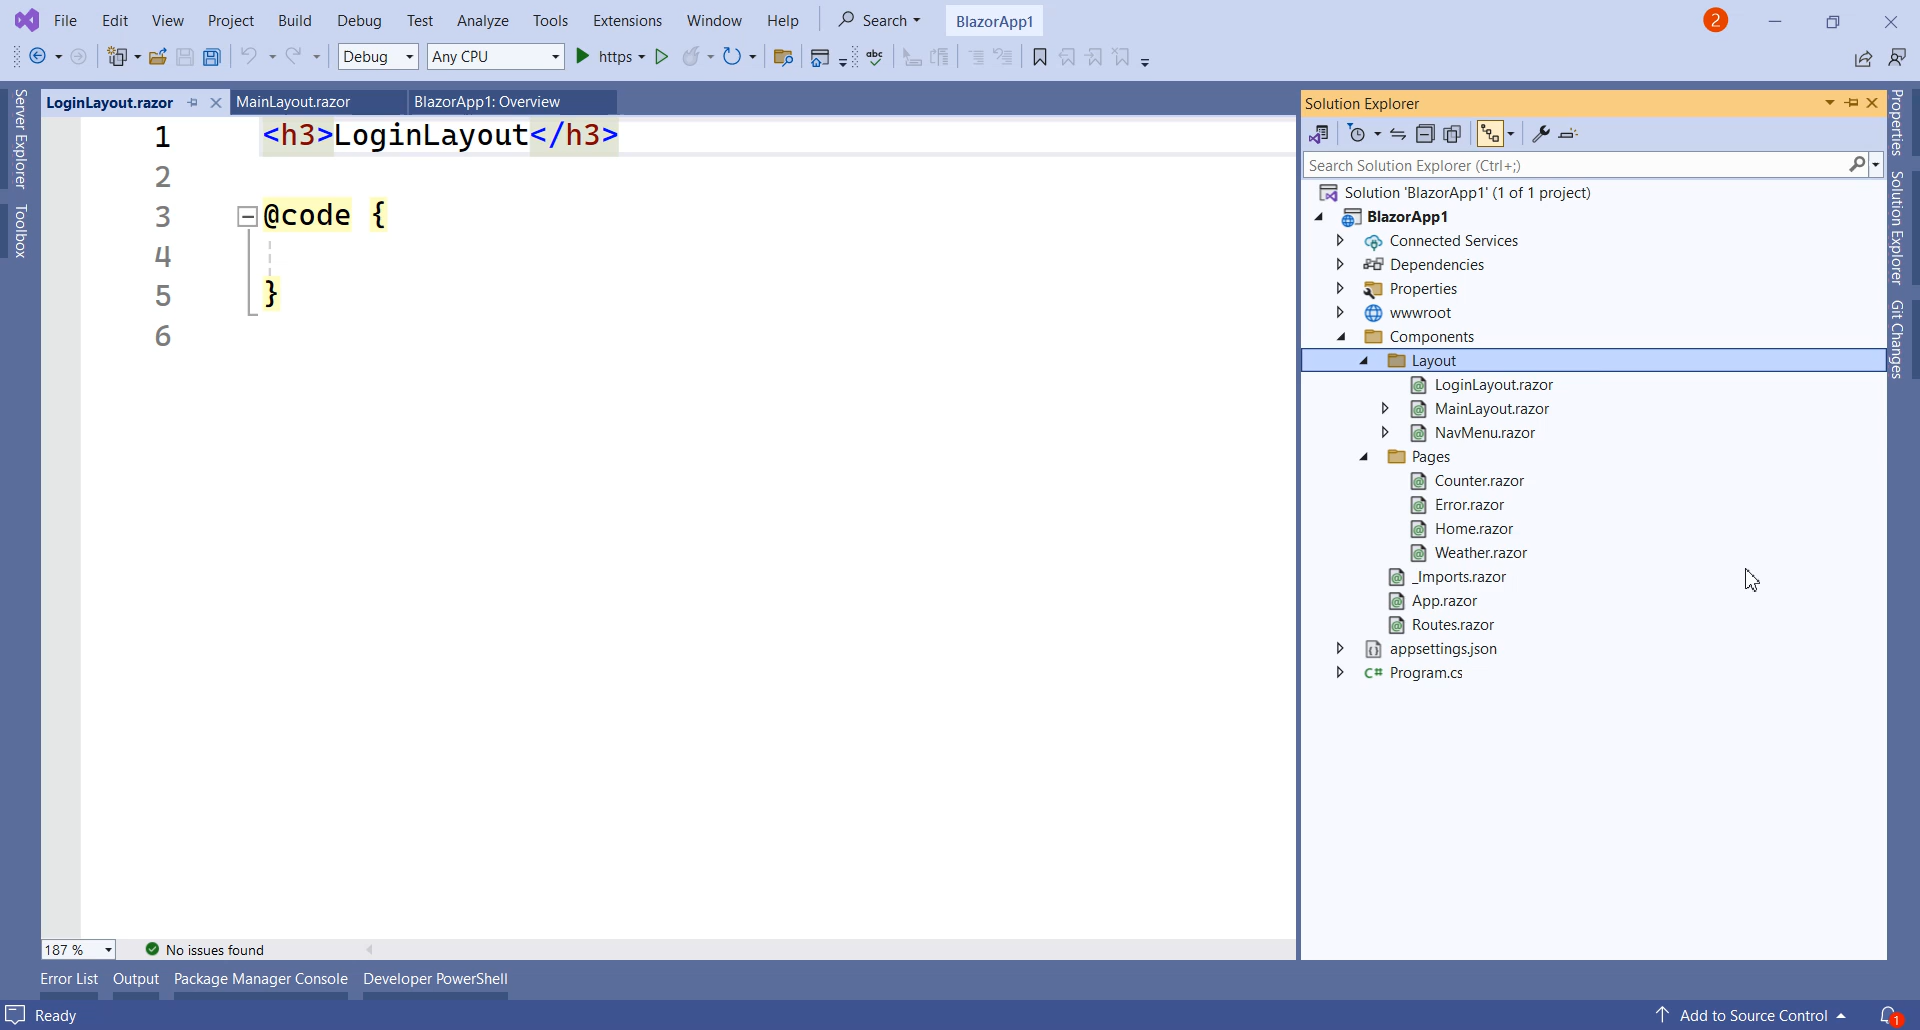 File Edit View Project Build Debug Test Analyze Tools Extensions Window Help Search BlazorApp1 2
Debug Any CPU https abc
Server Explorer
Toolbox
LoginLayout.razor MainLayout.razor BlazorApp1: Overview
1 <h3>LoginLayout</h3>
2
3 @code {
4
5 }
6
187 % No issues found
Solution Explorer
Search Solution Explorer (Ctrl+;)
Solution 'BlazorApp1' (1 of 1 project)
BlazorApp1
Connected Services
Dependencies
Properties
wwwroot
Components
Layout
LoginLayout.razor
MainLayout.razor
NavMenu.razor
Pages
Counter.razor
Error.razor
Home.razor
Weather.razor
_Imports.razor
App.razor
Routes.razor
appsettings.json
C# Program.cs
Properties
Solution Explorer
Git Changes
Error List Output Package Manager Console Developer PowerShell
Ready Add to Source Control 1